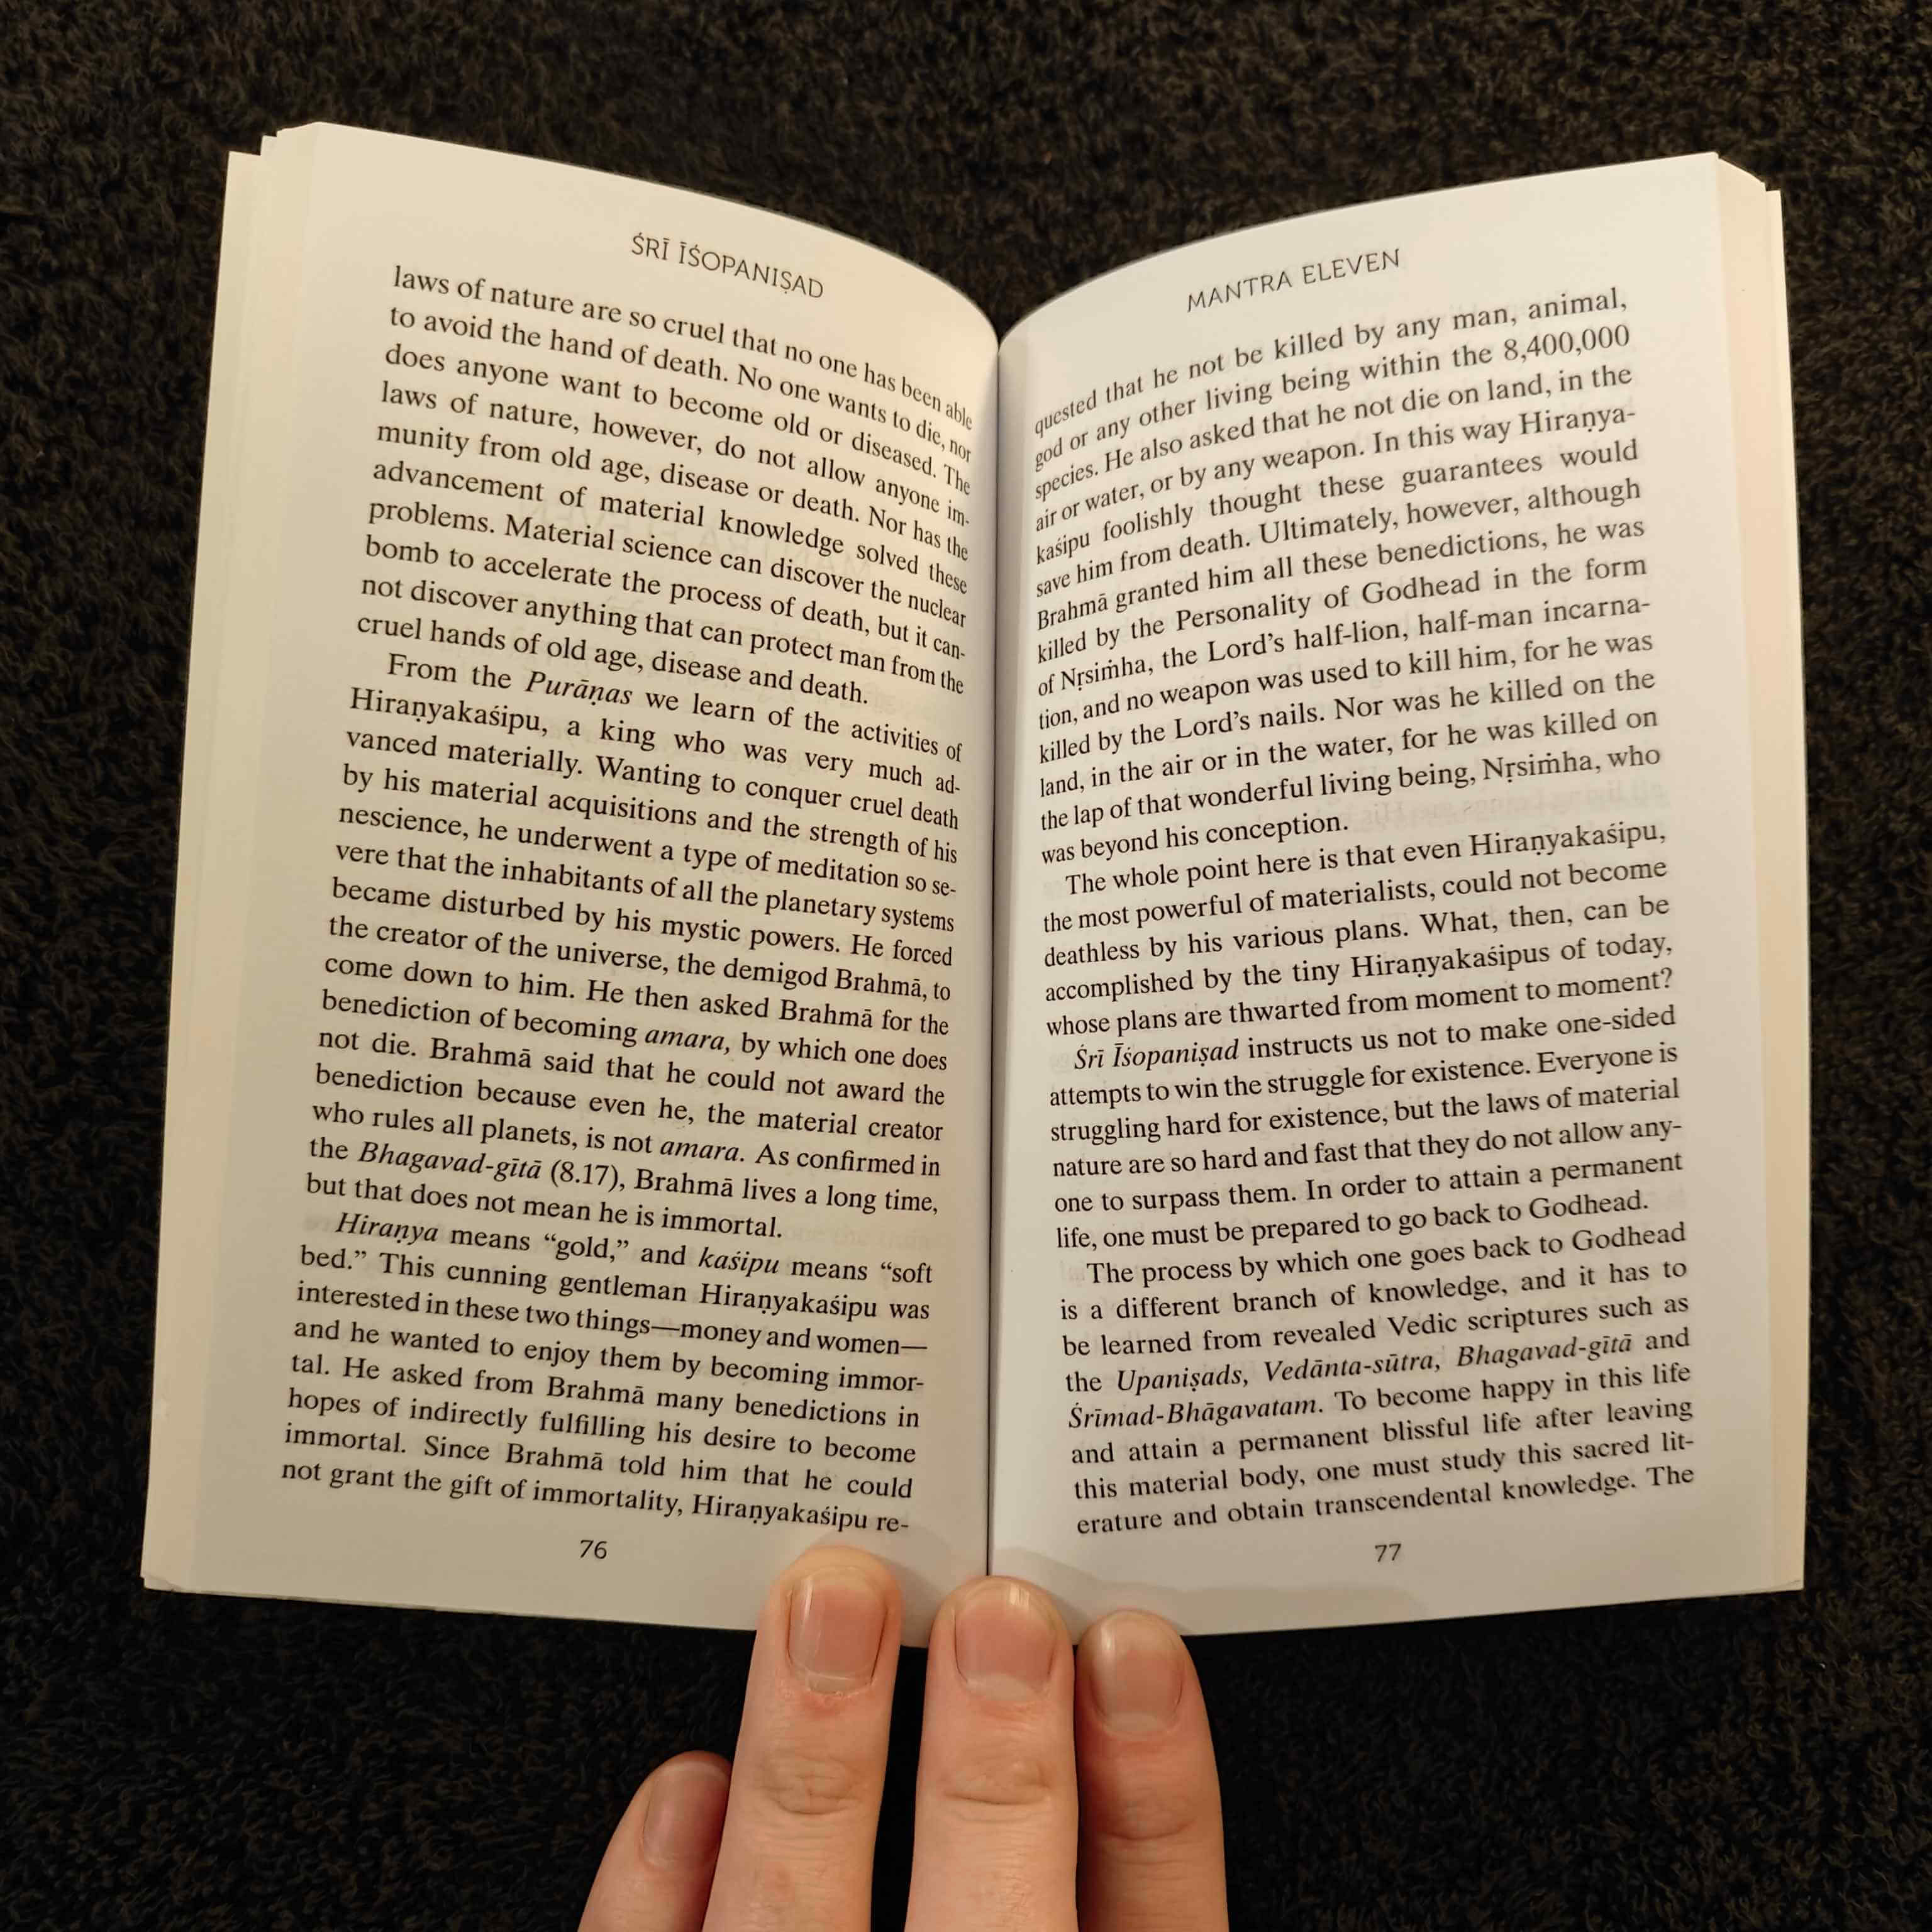 ŚRĪ ĪŚOPANIṢAD
laws of nature are so cruel that no one has been able
to avoid the hand of death. No one wants to die, nor
does anyone want to become old or diseased. The
laws of nature, however, do not allow anyone im-
munity from old age, disease or death. Nor has the
advancement of material knowledge solved these
problems. Material science can discover the nuclear
bomb to accelerate the process of death, but it can-
not discover anything that can protect man from the
cruel hands of old age, disease and death.
From the Purāṇas we learn of the activities of
Hiraṇyakaśipu, a king who was very much ad-
vanced materially. Wanting to conquer cruel death
by his material acquisitions and the strength of his
nescience, he underwent a type of meditation so se-
vere that the inhabitants of all the planetary systems
became disturbed by his mystic powers. He forced
the creator of the universe, the demigod Brahmā, to
come down to him. He then asked Brahmā for the
benediction of becoming amara, by which one does
not die. Brahmā said that he could not award the
benediction because even he, the material creator
who rules all planets, is not amara. As confirmed in
the Bhagavad-gītā (8.17), Brahmā lives a long time,
but that does not mean he is immortal.
Hiraṇya means “gold,” and kaśipu means “soft
bed.” This cunning gentleman Hiraṇyakaśipu was
interested in these two things—money and women—
and he wanted to enjoy them by becoming immor-
tal. He asked from Brahmā many benedictions in
hopes of indirectly fulfilling his desire to become
immortal. Since Brahmā told him that he could
not grant the gift of immortality, Hiraṇyakaśipu re-
76
MANTRA ELEVEN
quested that he not be killed by any man, animal,
god or any other living being within the 8,400,000
species. He also asked that he not die on land, in the
air or water, or by any weapon. In this way Hiraṇya-
kaśipu foolishly thought these guarantees would
save him from death. Ultimately, however, although
Brahmā granted him all these benedictions, he was
killed by the Personality of Godhead in the form
of Nṛsiṁha, the Lord’s half-lion, half-man incarna-
tion, and no weapon was used to kill him, for he was
killed by the Lord’s nails. Nor was he killed on the
land, in the air or in the water, for he was killed on
the lap of that wonderful living being, Nṛsiṁha, who
was beyond his conception.
The whole point here is that even Hiraṇyakaśipu,
the most powerful of materialists, could not become
deathless by his various plans. What, then, can be
accomplished by the tiny Hiraṇyakaśipus of today,
whose plans are thwarted from moment to moment?
Śrī Īśopaniṣad instructs us not to make one-sided
attempts to win the struggle for existence. Everyone is
struggling hard for existence, but the laws of material
nature are so hard and fast that they do not allow any-
one to surpass them. In order to attain a permanent
life, one must be prepared to go back to Godhead.
The process by which one goes back to Godhead
is a different branch of knowledge, and it has to
be learned from revealed Vedic scriptures such as
the Upaniṣads, Vedānta-sūtra, Bhagavad-gītā and
Śrīmad-Bhāgavatam. To become happy in this life
and attain a permanent blissful life after leaving
this material body, one must study this sacred lit-
erature and obtain transcendental knowledge. The
77